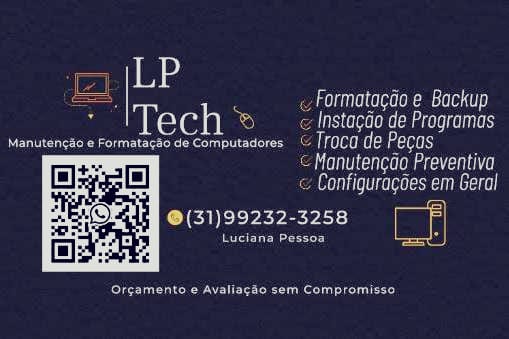 LP
Tech
Manutenção e Formatação de Computadores
Formatação e Backup
Instação de Programas
Troca de Peças
Manutenção Preventiva
Configurações em Geral
(31)99232-3258
Luciana Pessoa
Orçamento e Avaliação sem Compromisso